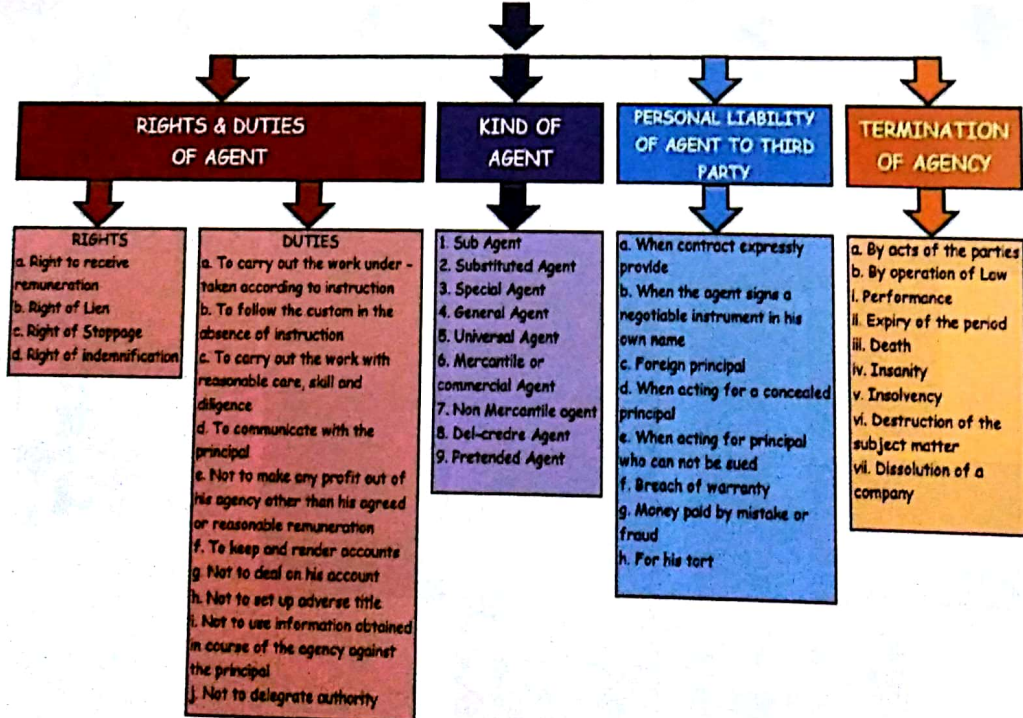 RIGHTS & DUTIES
OF AGENT
RIGHTS
a. Right to receive
remuneration
b. Right of Lien
c. Right of Stoppage
d. Right of indemnification
DUTIES
a. To carry out the work under -
taken according to instruction
b. To follow the custom in the
absence of instruction
c. To carry out the work with
reasonable care, skill and
diligence
d. To communicate with the
principal
e. Not to make any profit out of
his agency other than his agreed
or reasonable remuneration
f. To keep and render accounts
g. Not to deal on his account
h. Not to set up adverse title
i. Not to use information obtained
in course of the agency against
the principal
j. Not to delegrate authority
KIND OF
AGENT
1. Sub Agent
2. Substituted Agent
3. Special Agent
4. General Agent
5. Universal Agent
6. Mercantile or
commercial Agent
7. Non Mercantile agent
8. Del-credre Agent
9. Pretended Agent
PERSONAL LIABILITY
OF AGENT TO THIRD
PARTY
a. When contract expressly
provide
b. When the agent signs a
negotiable instrument in his
own name
c. Foreign principal
d. When acting for a concealed
principal
e. When acting for principal
who can not be sued
f. Breach of warranty
g. Money paid by mistake or
fraud
h. For his tort
TERMINATION
OF AGENCY
a. By acts of the parties
b. By operation of Law
i. Performance
ii. Expiry of the period
iii. Death
iv. Insanity
v. Insolvency
vi. Destruction of the
subject matter
vii. Dissolution of a
company